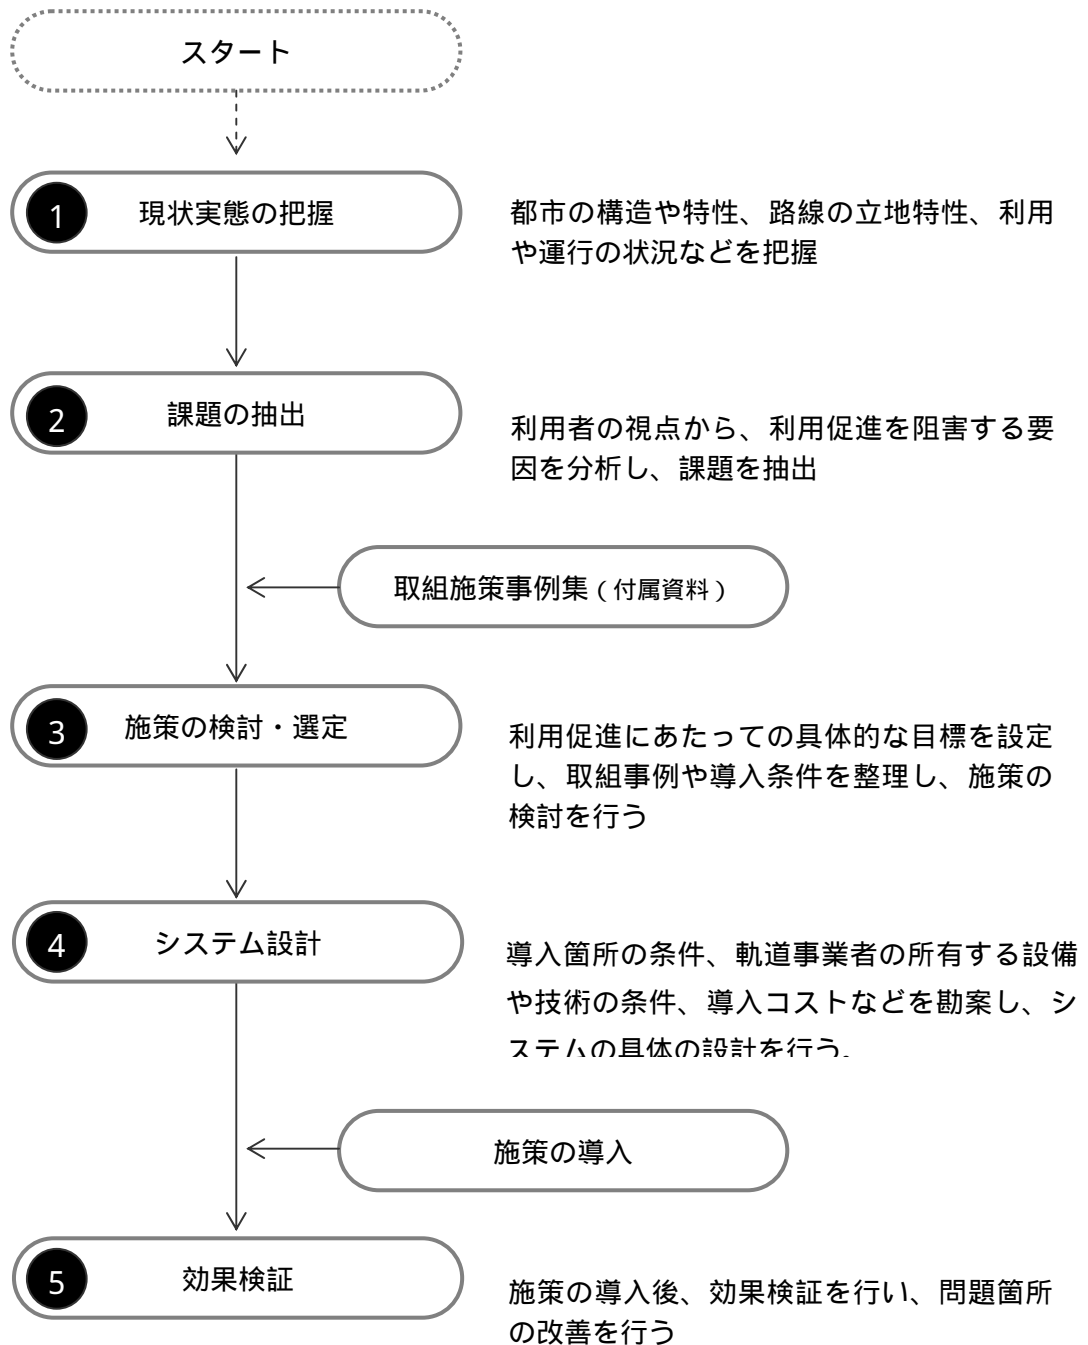 スタート
1 現状実態の把握
都市の構造や特性、路線の立地特性、利用
や運行の状況などを把握
2 課題の抽出
利用者の視点から、利用促進を阻害する要
因を分析し、課題を抽出
取組施策事例集（付属資料）
3 施策の検討・選定
利用促進にあたっての具体的な目標を設定
し、取組事例や導入条件を整理し、施策の
検討を行う
4 システム設計
導入箇所の条件、軌道事業者の所有する設備
や技術の条件、導入コストなどを勘案し、シ
ステムの具体の設計を行う。
施策の導入
5 効果検証
施策の導入後、効果検証を行い、問題箇所
の改善を行う